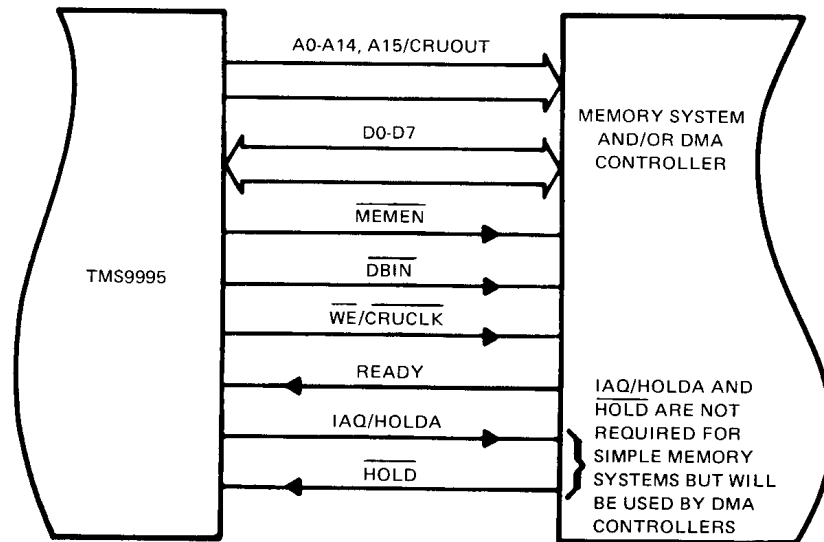 A0-A14, A15/CRUOUT
MEMORY SYSTEM
AND/OR DMA
CONTROLLER
D0-D7
MEMEN
TMS9995
DBIN
WE/CRUCLK
READY
IAQ/HOLDA
HOLD
IAQ/HOLDA AND
HOLD ARE NOT
REQUIRED FOR
SIMPLE MEMORY
SYSTEMS BUT WILL
BE USED BY DMA
CONTROLLERS